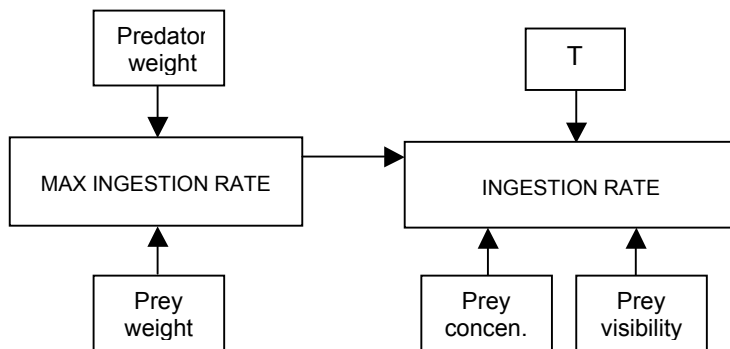 Predator
weight
T
MAX INGESTION RATE
INGESTION RATE
Prey
weight
Prey
concen.
Prey
visibility